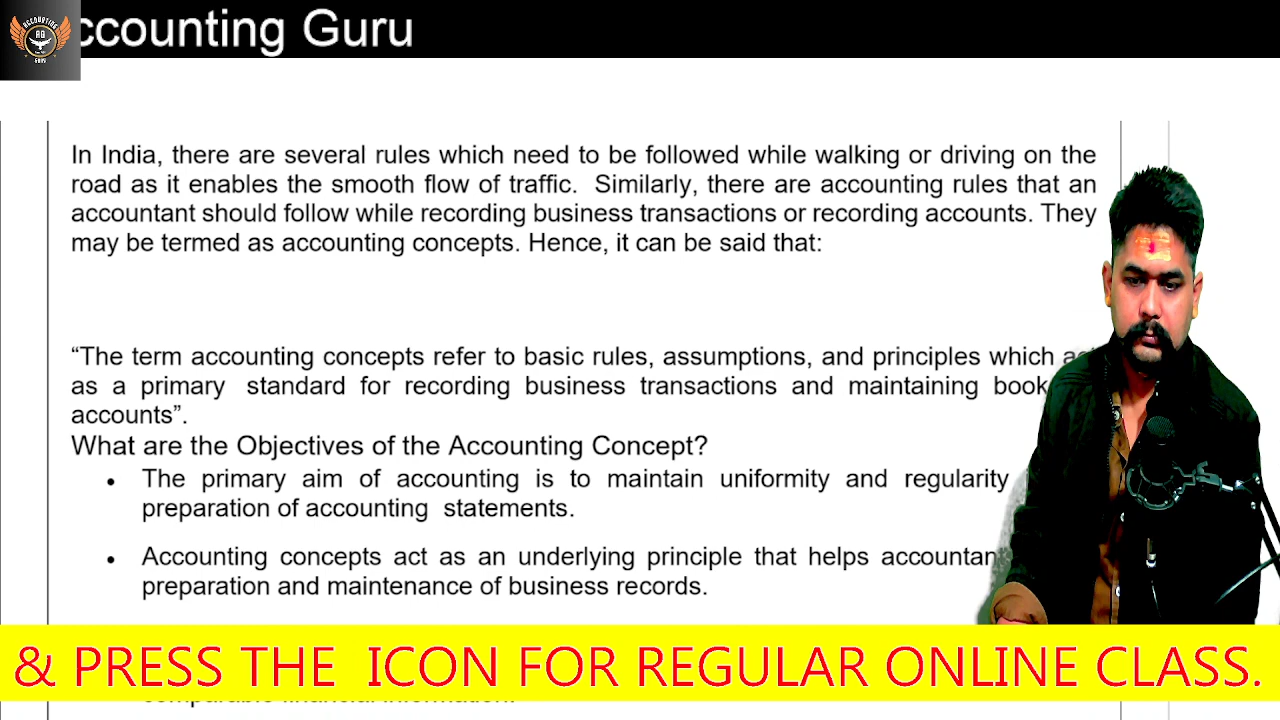 ccounting Guru
ACCOUNTING
AG
GURU
In India, there are several rules which need to be followed while walking or driving on the
road as it enables the smooth flow of traffic. Similarly, there are accounting rules that an
accountant should follow while recording business transactions or recording accounts. They
may be termed as accounting concepts. Hence, it can be said that:
“The term accounting concepts refer to basic rules, assumptions, and principles which
as a primary standard for recording business transactions and maintaining book
accounts”.
What are the Objectives of the Accounting Concept?
• The primary aim of accounting is to maintain uniformity and regularity
preparation of accounting statements.
• Accounting concepts act as an underlying principle that helps accountan
preparation and maintenance of business records.
& PRESS THE ICON FOR REGULAR ONLINE CLASS.